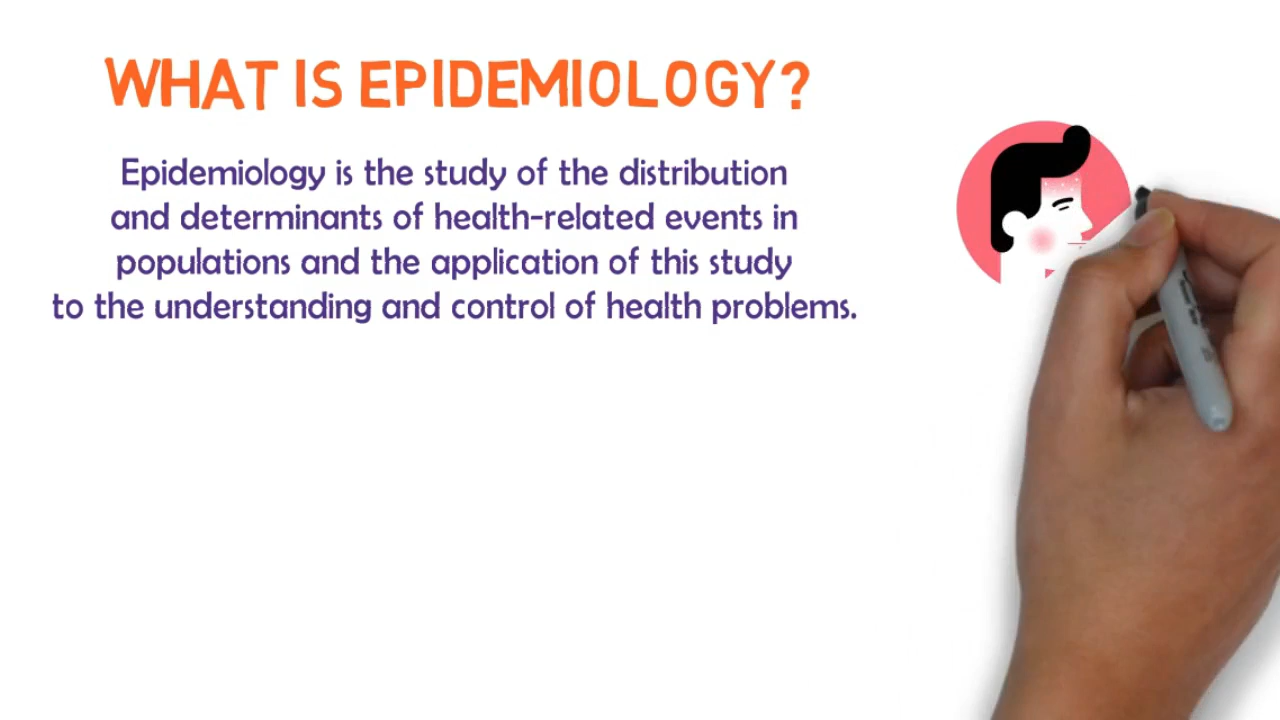 WHAT IS EPIDEMIOLOGY?
Epidemiology is the study of the distribution
and determinants of health-related events in
populations and the application of this study
to the understanding and control of health problems.